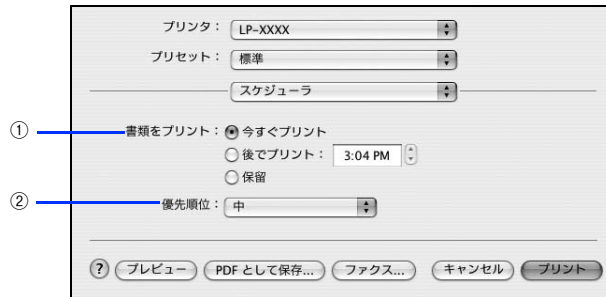 プリンタ： LP-XXXX
プリセット： 標準
スケジューラ
① 書類をプリント： 今すぐプリント
後でプリント： 3:04 PM
保留
② 優先順位： 中
? プレビュー PDF として保存... ファクス... キャンセル プリント